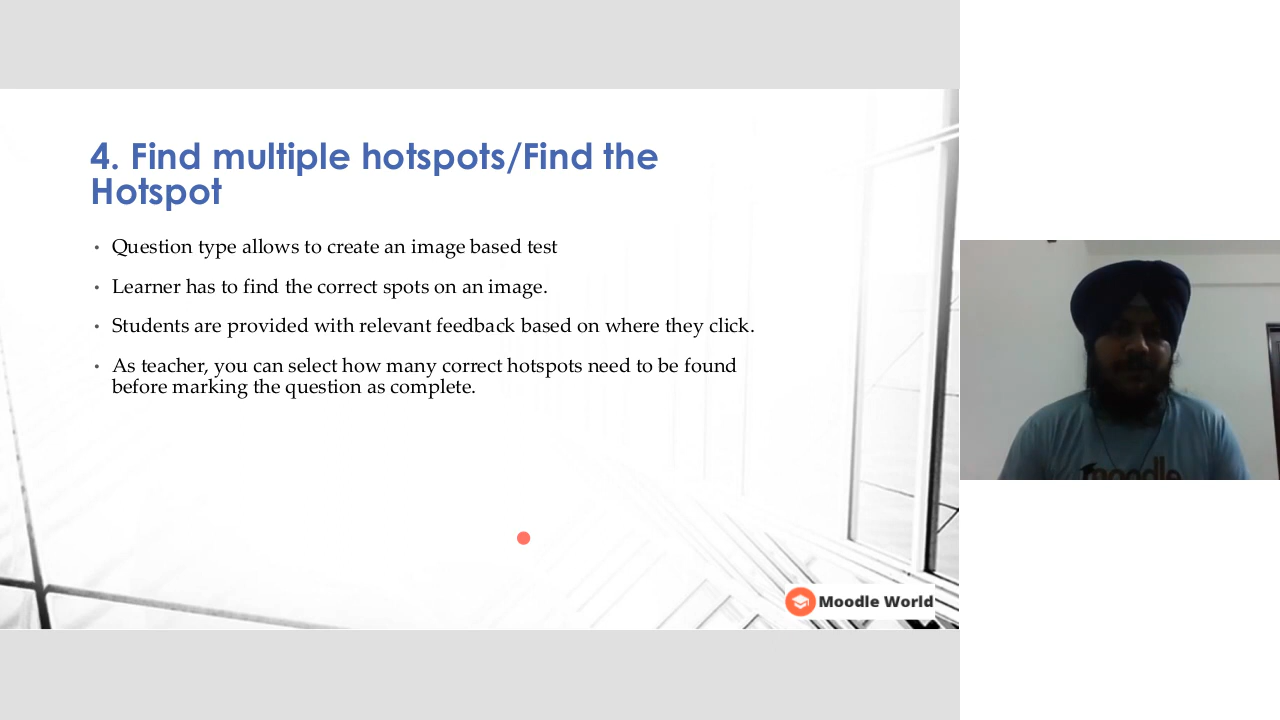 4. Find multiple hotspots/Find the
Hotspot
• Question type allows to create an image based test
• Learner has to find the correct spots on an image.
• Students are provided with relevant feedback based on where they click.
• As teacher, you can select how many correct hotspots need to be found
before marking the question as complete.
Moodle World
moodle